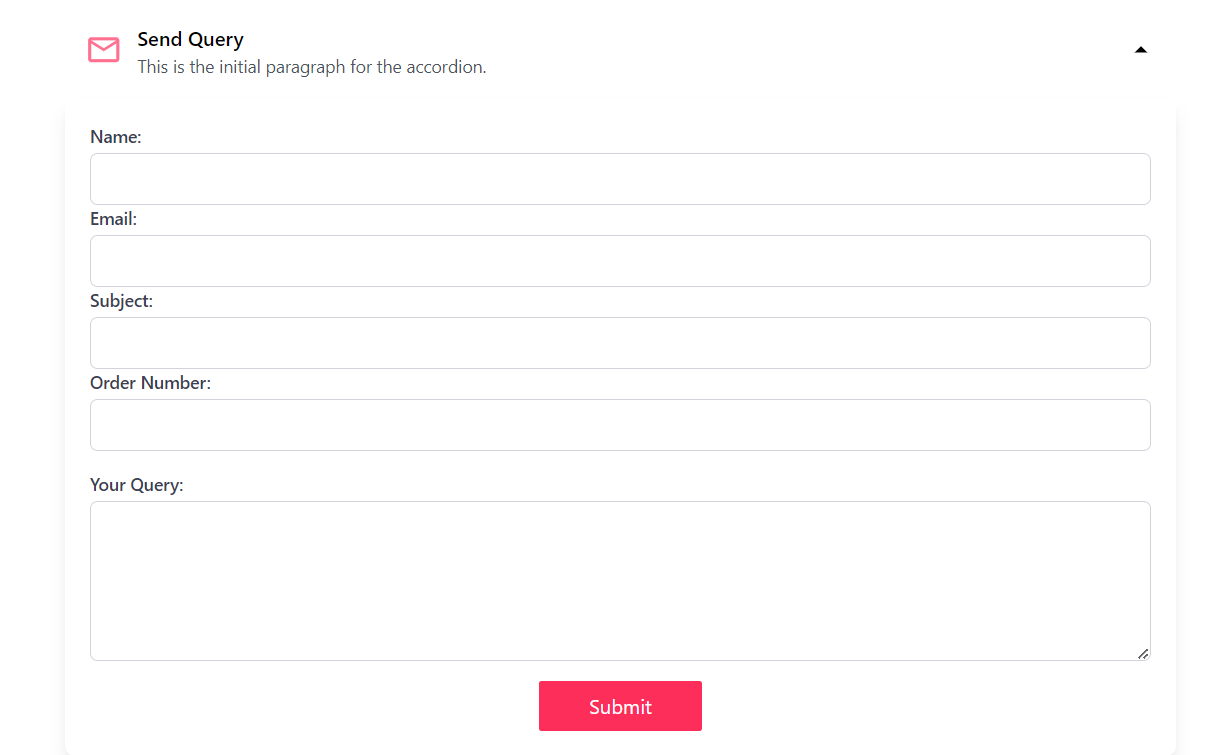 Send Query
This is the initial paragraph for the accordion.
Name:
Email:
Subject:
Order Number:
Your Query:
Submit